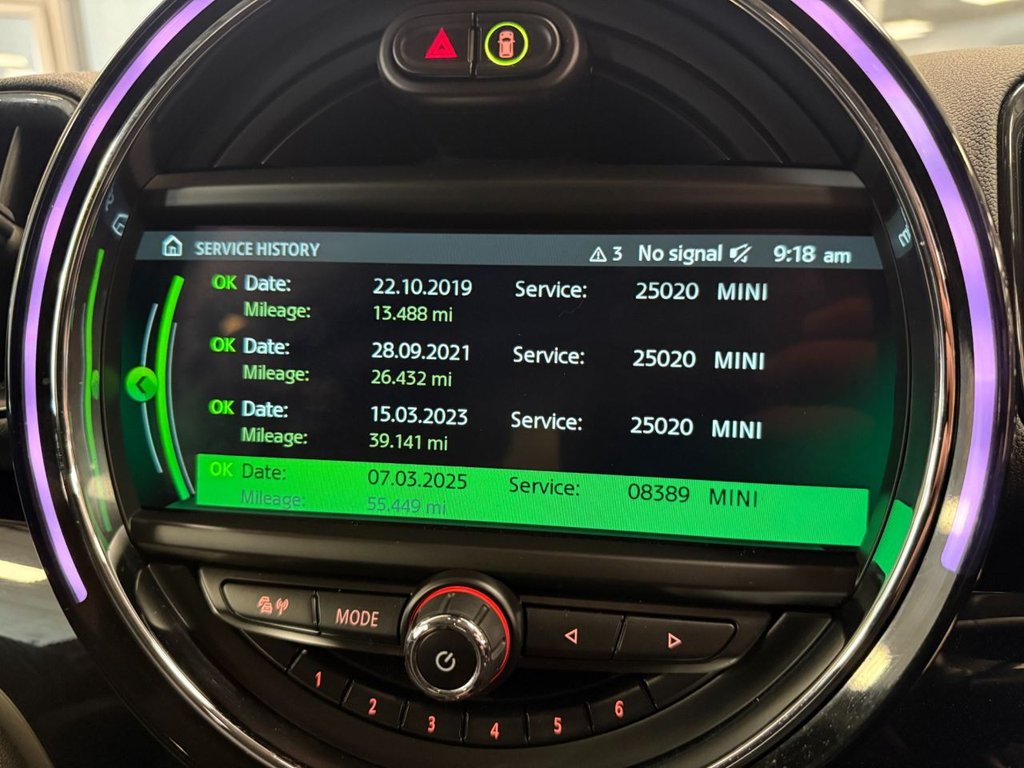 SERVICE HISTORY 3 No signal 9:18 am
OK Date: 22.10.2019 Service: 25020 MINI
Mileage: 13.488 mi
OK Date: 28.09.2021 Service: 25020 MINI
Mileage: 26.432 mi
OK Date: 15.03.2023 Service: 25020 MINI
Mileage: 39.141 mi
OK Date: 07.03.2025 Service: 08389 MINI
Mileage: 55.449 mi
MODE
1 2 3 4 5 6